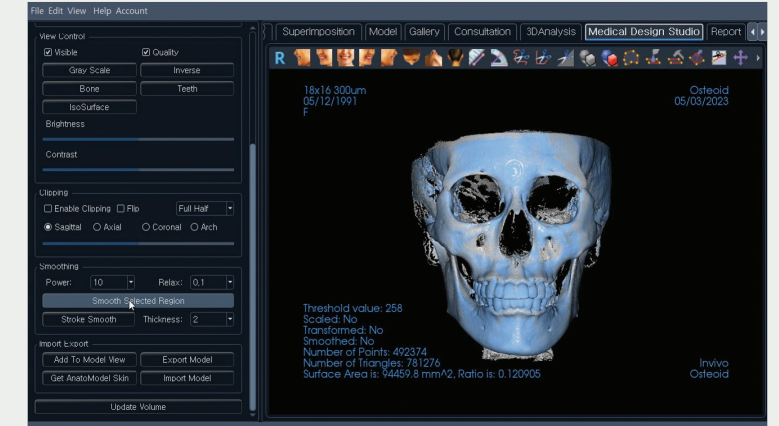 File Edit View Help Account
View Control
Visible Quality
Gray Scale Inverse
Bone Teeth
IsoSurface
Brightness
Contrast
Clipping
Enable Clipping Flip Full Half
Sagittal Axial Coronal Arch
Smoothing
Power: 10 Relax: 0.1
Smooth Selected Region
Stroke Smooth Thickness: 2
Import Export
Add To Model View Export Model
Get AnatoModel Skin Import Model
Update Volume
Superimposition Model Gallery Consultation 3DAnalysis Medical Design Studio Report
R
18x16 300um
05/12/1991
F
Osteoid
05/03/2023
Threshold value: 258
Scaled: No
Transformed: No
Smoothed: No
Number of Points: 492374
Number of Triangles: 781276
Surface Area is: 94459.8 mm^2, Ratio is: 0.120905
Invivo
Osteoid